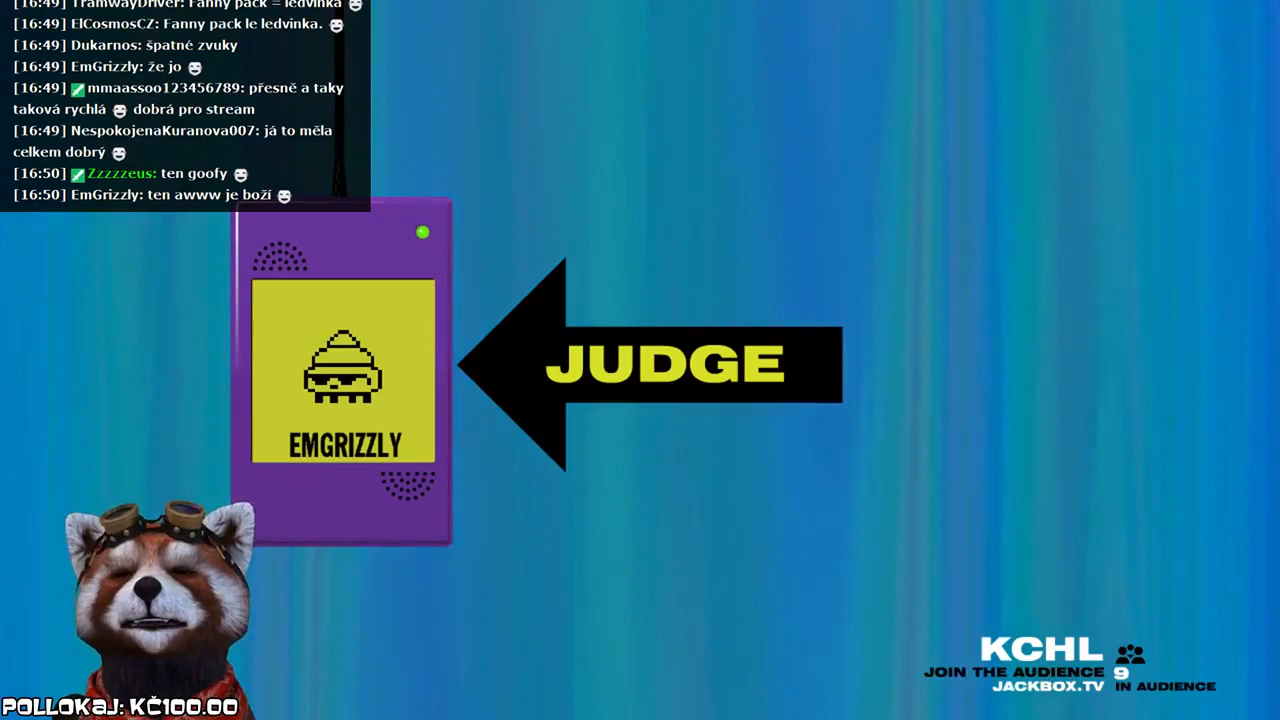 [16:49] TramwayDriver: Fanny pack = ledvinka
[16:49] ElCosmosCZ: Fanny pack le ledvinka.
[16:49] Dukarnos: špatné zvuky
[16:49] EmGrizzly: že jo
[16:49] mmaassoo123456789: přesně a taky
taková rychlá dobrá pro stream
[16:49] NespokojenaKuranova007: já to měla
celkem dobrý
[16:50] Zzzzzeus: ten goofy
[16:50] EmGrizzly: ten awww je boží
JUDGE
EMGRIZZLY
KCHL
JOIN THE AUDIENCE 9
JACKBOX.TV IN AUDIENCE
POLLOKAJ: KČ100.00